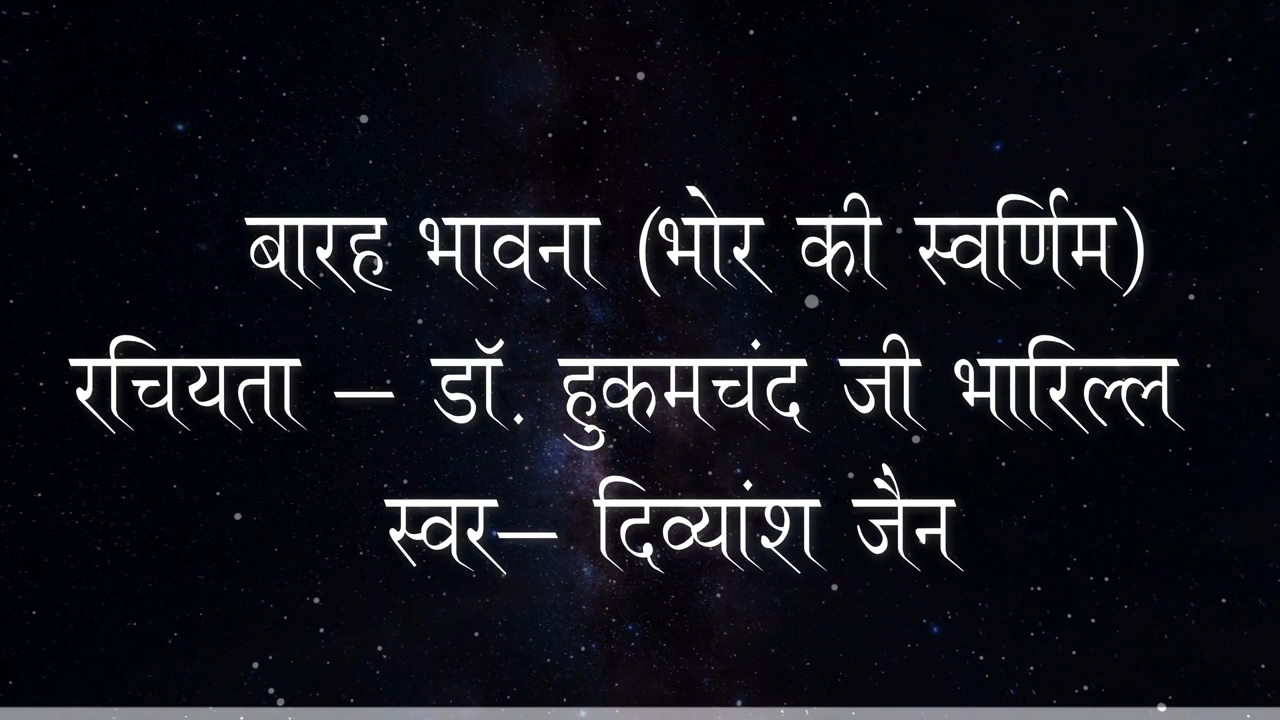 बारह भावना (भोर की स्वर्णिम)
रचियता – डॉ. हुकमचंद जी भारिल्ल
स्वर– दिव्यांश जैन